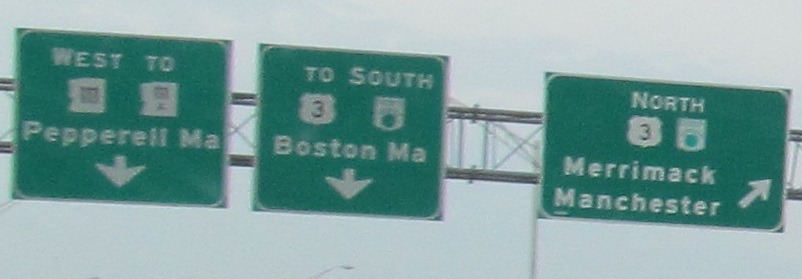 WEST TO
Pepperell Ma
TO SOUTH
3
Boston Ma
NORTH
3
Merrimack
Manchester